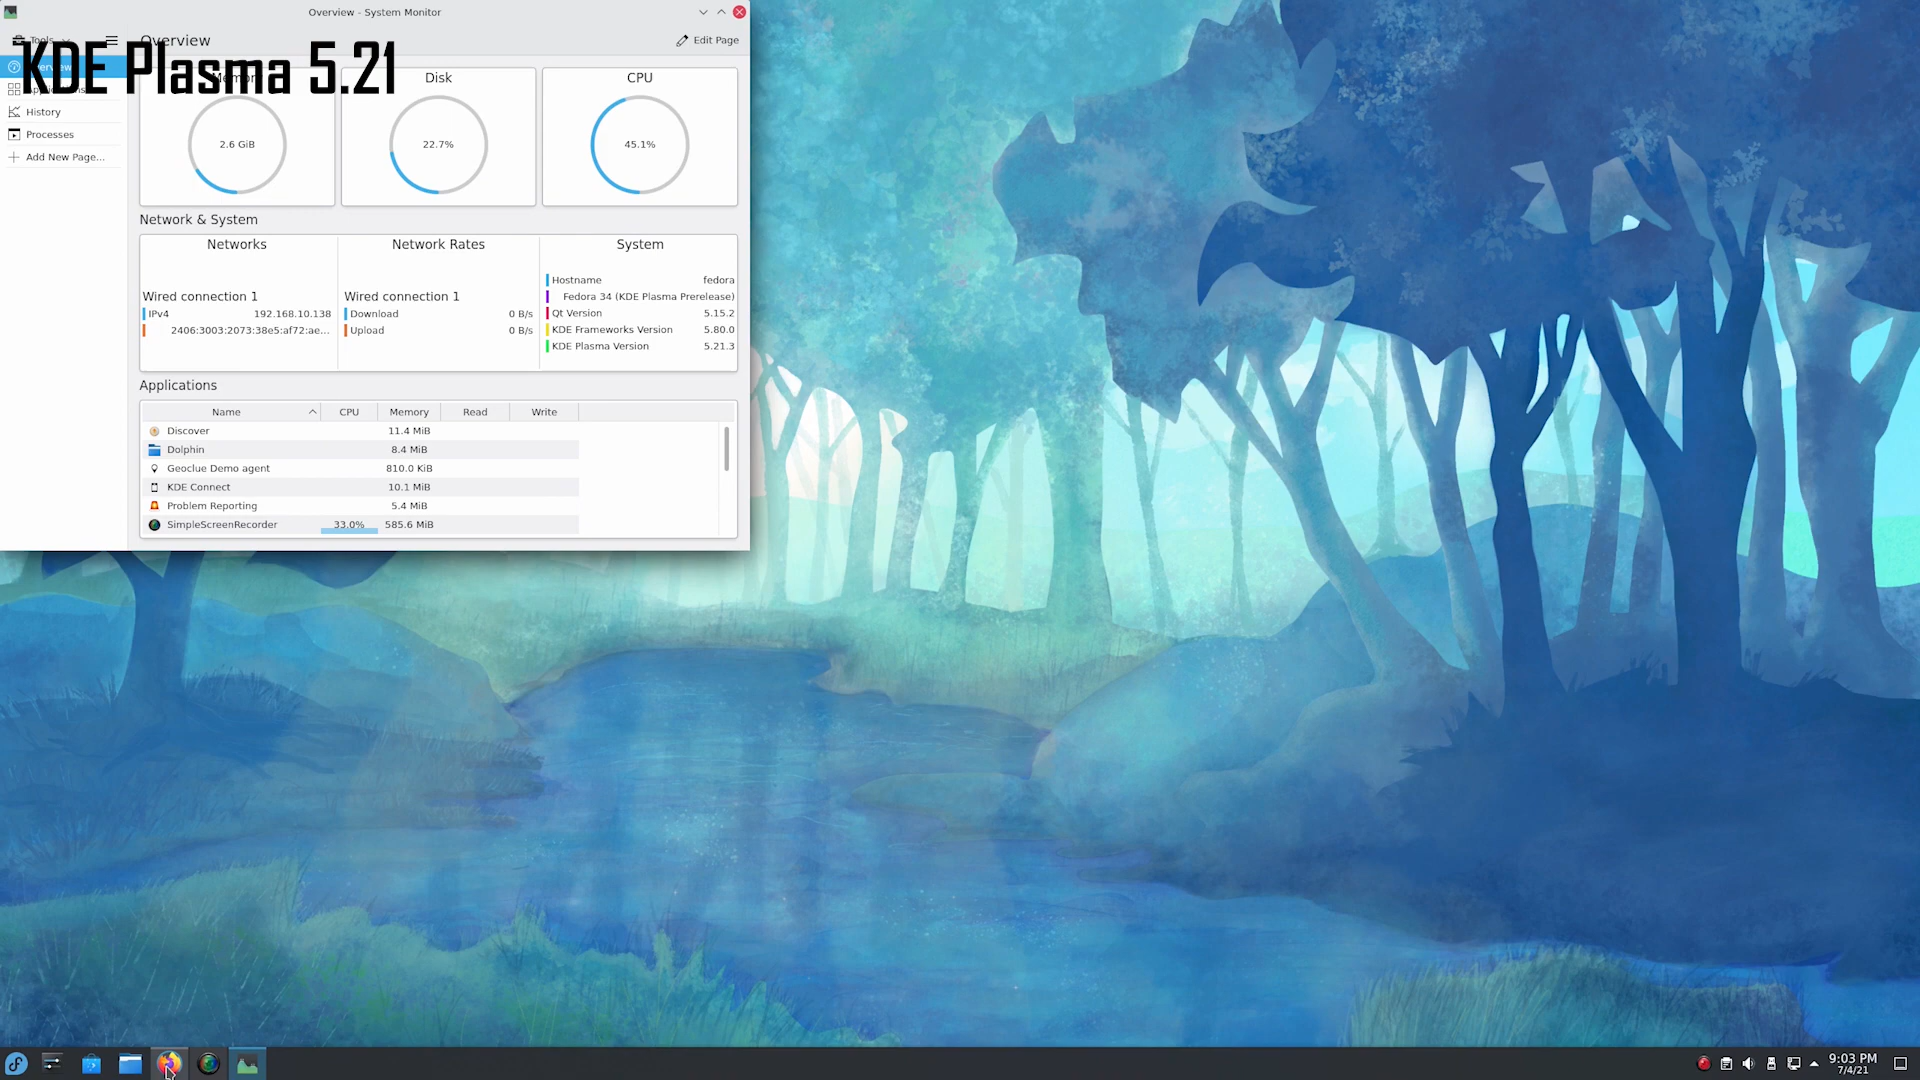 Overview - System Monitor
Tools
Overview
Edit Page
KDE Plasma 5.21
Overview
Applications
History
Processes
Add New Page...
Memory
2.6 GiB
Disk
22.7%
CPU
45.1%
Network & System
Networks
Wired connection 1
IPv4 192.168.10.138
2406:3003:2073:38e5:af72:ae...
Network Rates
Wired connection 1
Download 0 B/s
Upload 0 B/s
System
Hostname fedora
Fedora 34 (KDE Plasma Prerelease)
Qt Version 5.15.2
KDE Frameworks Version 5.80.0
KDE Plasma Version 5.21.3
Applications
Name CPU Memory Read Write
Discover 11.4 MiB
Dolphin 8.4 MiB
Geoclue Demo agent 810.0 KiB
KDE Connect 10.1 MiB
Problem Reporting 5.4 MiB
SimpleScreenRecorder 33.0% 585.6 MiB
9:03 PM
7/4/21